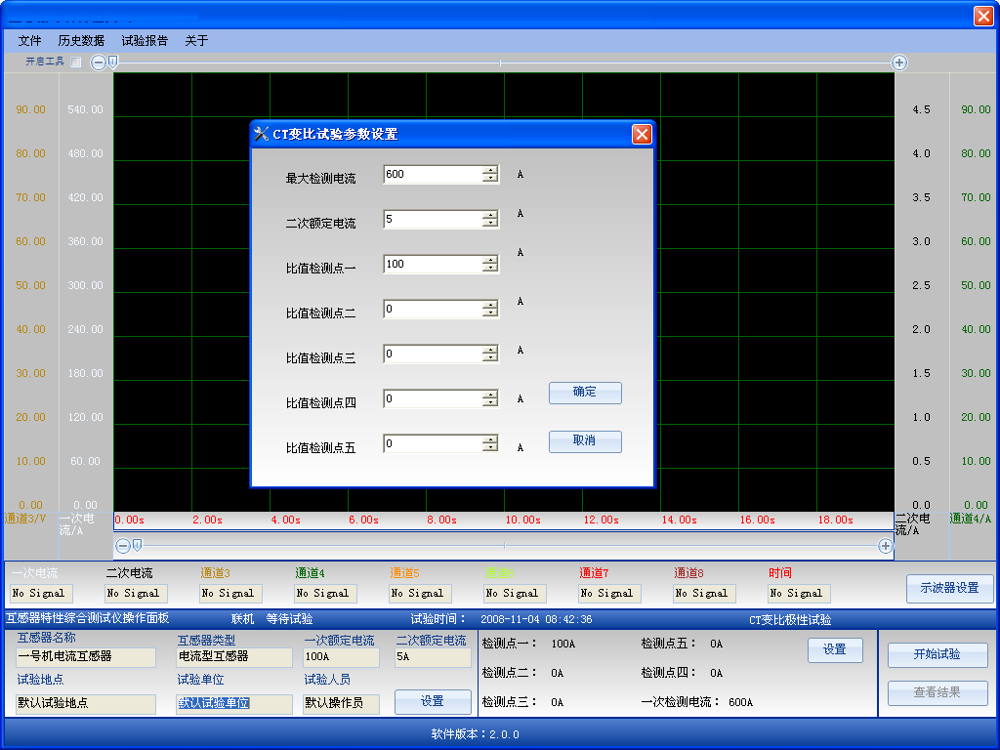 文件 历史数据 试验报告 关于
开启工具
90.00 540.00 4.5 90.00
80.00 480.00 4.0 80.00
70.00 420.00 3.5 70.00
60.00 360.00 3.0 60.00
50.00 300.00 2.5 50.00
40.00 240.00 2.0 40.00
30.00 180.00 1.5 30.00
20.00 120.00 1.0 20.00
10.00 60.00 0.5 10.00
0.00 0.00 0.0 0.00
通道3/V 一次电流/A 0.00s 2.00s 4.00s 6.00s 8.00s 10.00s 12.00s 14.00s 16.00s 18.00s 二次电流/A 通道4/A
CT变比试验参数设置
最大检测电流 600 A
二次额定电流 5 A
比值检测点一 100 A
比值检测点二 0 A
比值检测点三 0 A
比值检测点四 0 A
确定
比值检测点五 0 A
取消
一次电流 二次电流 通道3 通道4 通道5 通道7 通道8 时间
No Signal No Signal No Signal No Signal No Signal No Signal No Signal No Signal No Signal
示波器设置
互感器特性综合测试仪操作面板 联机 等待试验 试验时间： 2008-11-04 08:42:36 CT变比极性试验
互感器名称 互感器类型 一次额定电流 二次额定电流
一号机电流互感器 电流型互感器 100A 5A
试验地点 试验单位 试验人员
默认试验地点 默认试验单位 默认操作员 设置
检测点一： 100A 检测点五： 0A 设置
检测点二： 0A 检测点四： 0A
检测点三： 0A 一次检测电流： 600A
开始试验
查看结果
软件版本：2.0.0